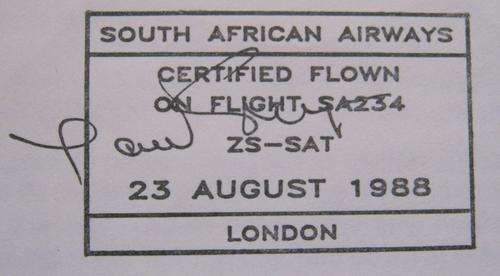 SOUTH AFRICAN AIRWAYS
CERTIFIED FLOWN
ON FLIGHT SA234
ZS-SAT
23 AUGUST 1988
LONDON